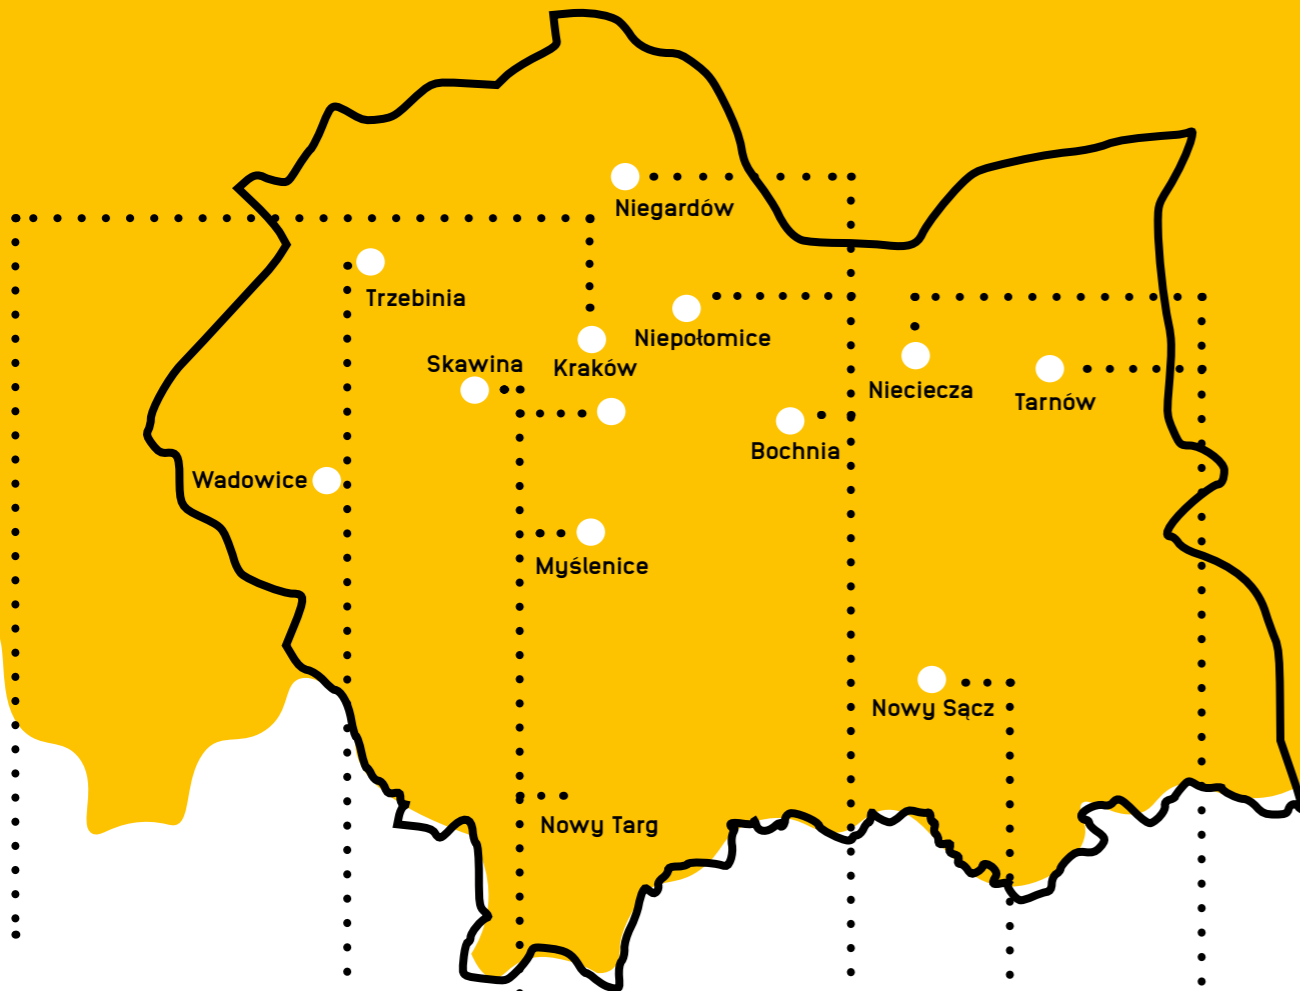 Niegardów
Trzebinia
Niepołomice
Skawina
Kraków
Nieciecza
Tarnów
Bochnia
Wadowice
Myślenice
Nowy Sącz
Nowy Targ